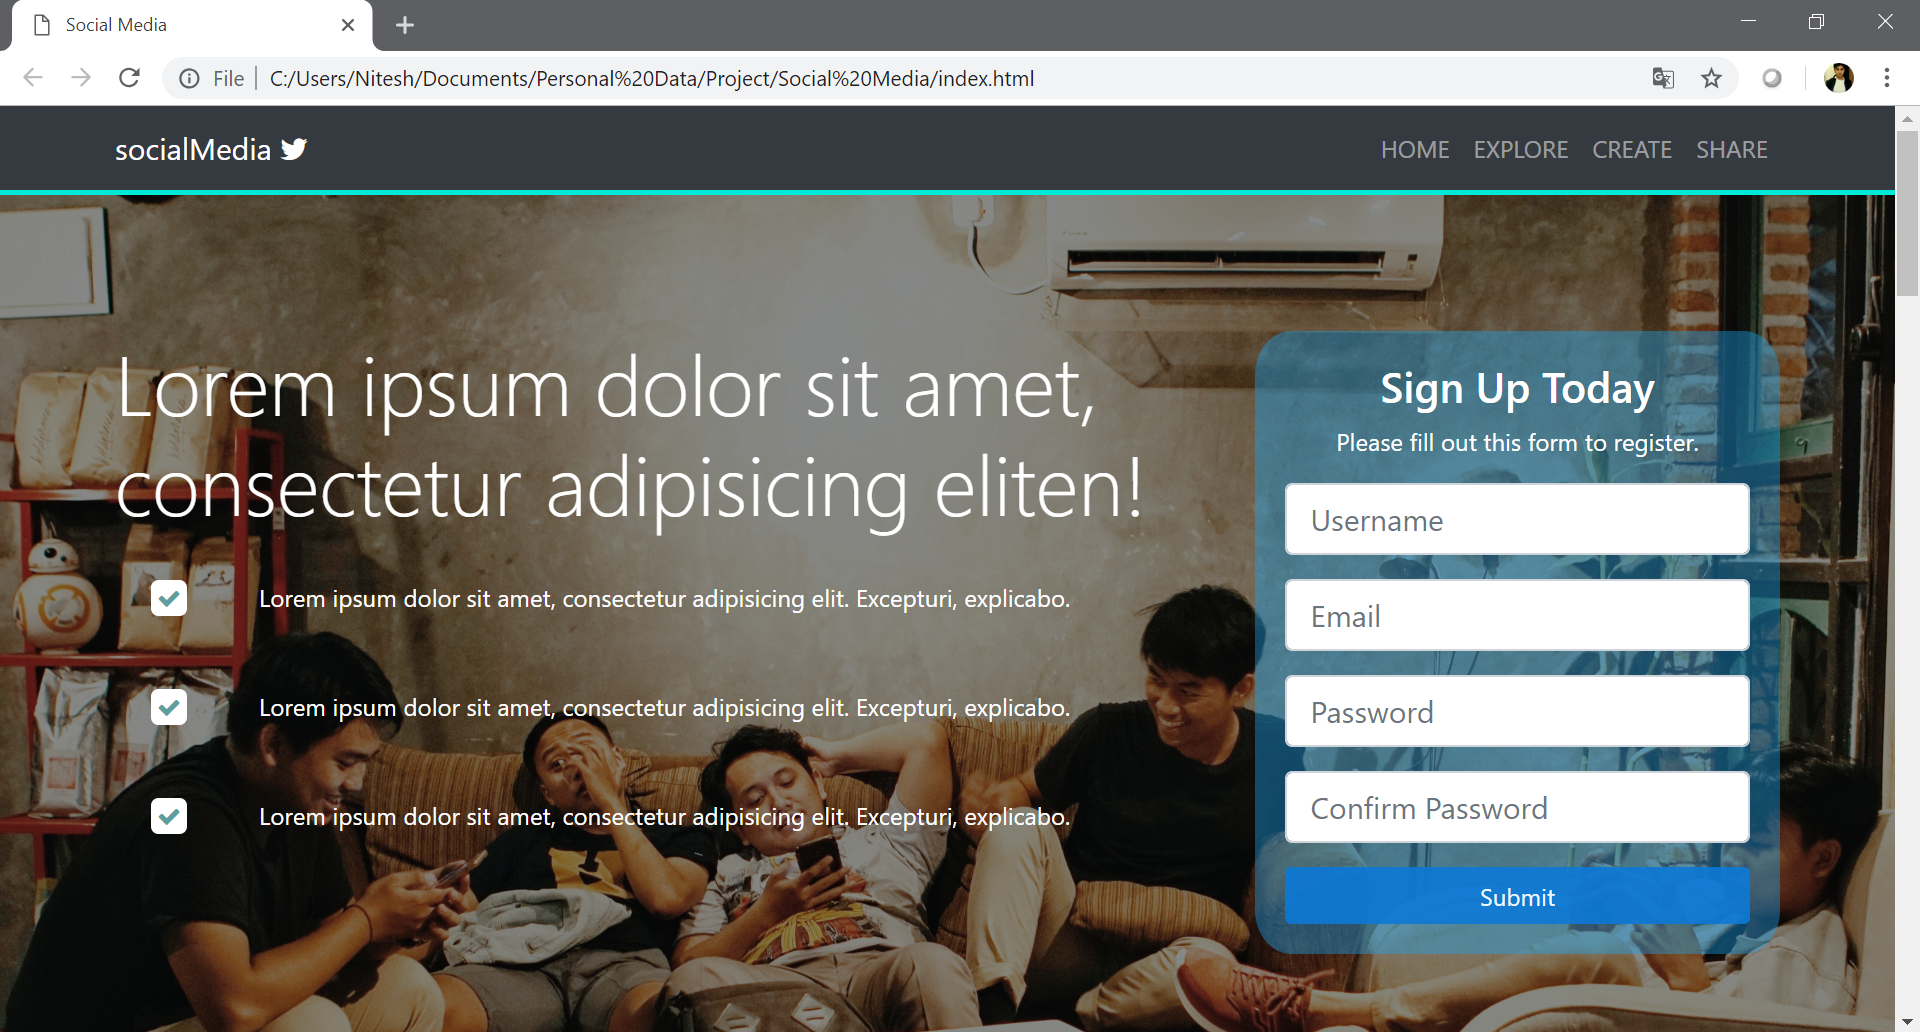 Social Media
File
C:/Users/Nitesh/Documents/Personal%20Data/Project/Social%20Media/index.html
socialMedia
HOME EXPLORE CREATE SHARE
Lorem ipsum dolor sit amet,
consectetur adipisicing eliten!
Lorem ipsum dolor sit amet, consectetur adipisicing elit. Excepturi, explicabo.
Lorem ipsum dolor sit amet, consectetur adipisicing elit. Excepturi, explicabo.
Lorem ipsum dolor sit amet, consectetur adipisicing elit. Excepturi, explicabo.
Sign Up Today
Please fill out this form to register.
Username
Email
Password
Confirm Password
Submit